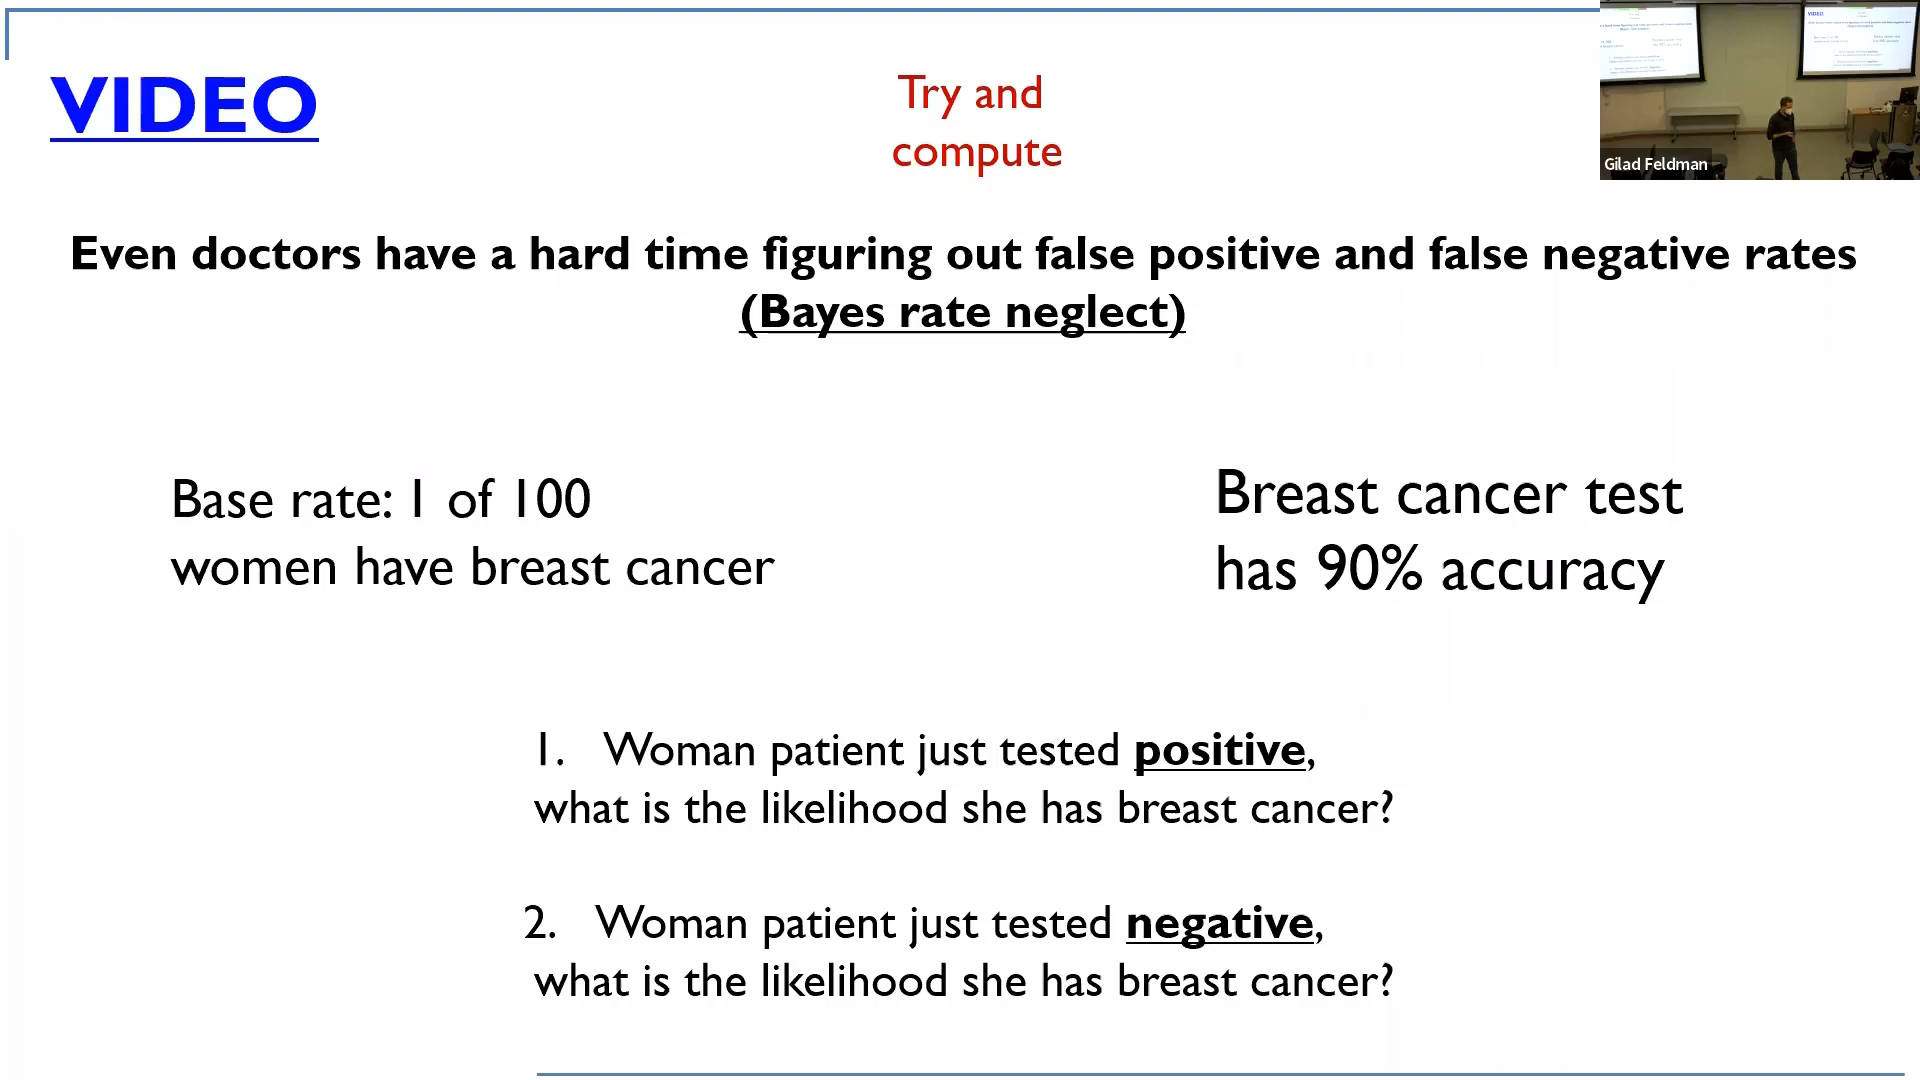 VIDEO
Try and
compute
Gilad Feldman
Even doctors have a hard time figuring out false positive and false negative rates
(Bayes rate neglect)
Base rate: 1 of 100
women have breast cancer
Breast cancer test
has 90% accuracy
1. Woman patient just tested positive,
what is the likelihood she has breast cancer?
2. Woman patient just tested negative,
what is the likelihood she has breast cancer?